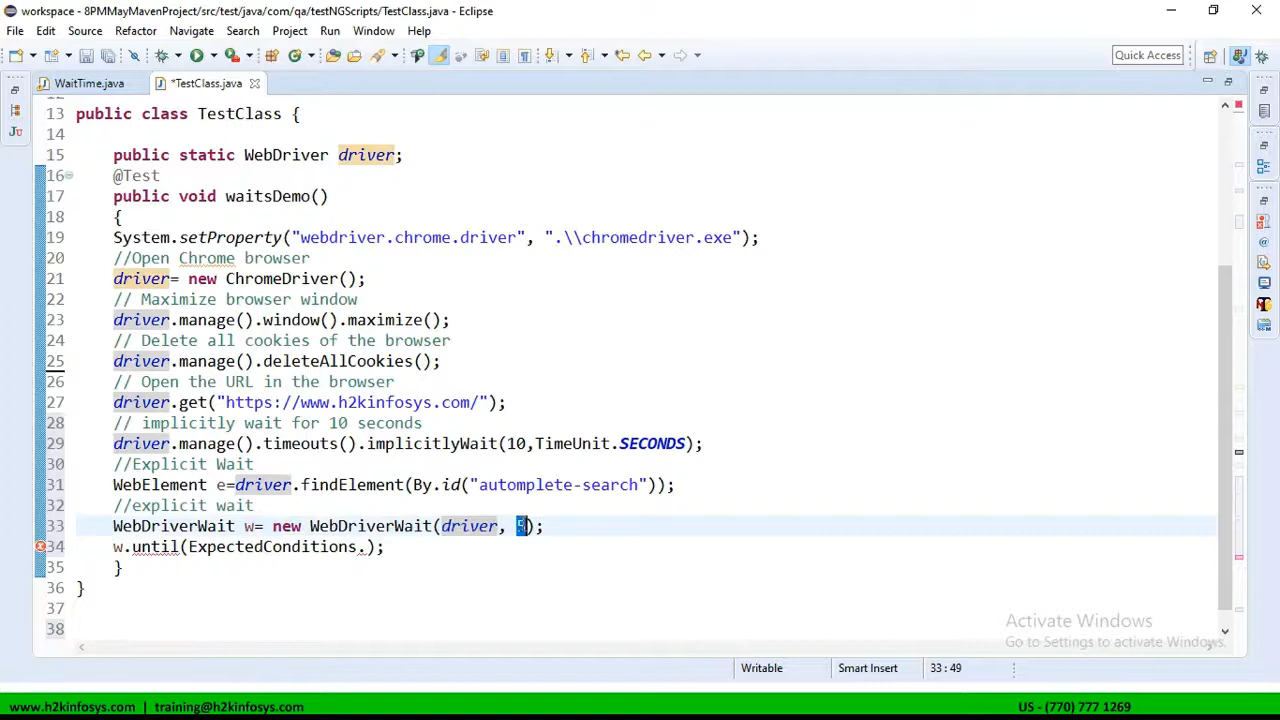 workspace - 8PMMayMavenProject/src/test/java/com/qa/testNGScripts/TestClass.java - Eclipse
File Edit Source Refactor Navigate Search Project Run Window Help
Quick Access
WaitTime.java *TestClass.java
13 public class TestClass {
14
15 public static WebDriver driver;
16 @Test
17 public void waitsDemo()
18 {
19 System.setProperty("webdriver.chrome.driver", ".\\chromedriver.exe");
20 //Open Chrome browser
21 driver= new ChromeDriver();
22 // Maximize browser window
23 driver.manage().window().maximize();
24 // Delete all cookies of the browser
25 driver.manage().deleteAllCookies();
26 // Open the URL in the browser
27 driver.get("https://www.h2kinfosys.com/");
28 // implicitly wait for 10 seconds
29 driver.manage().timeouts().implicitlyWait(10,TimeUnit.SECONDS);
30 //Explicit Wait
31 WebElement e=driver.findElement(By.id("automplete-search"));
32 //explicit wait
33 WebDriverWait w= new WebDriverWait(driver, );
34 w.until(ExpectedConditions.);
35 }
36 }
37
38
Activate Windows
Go to Settings to activate Windows.
Writable Smart Insert 33 : 49
www.h2kinfosys.com | training@h2kinfosys.com US - (770) 777 1269